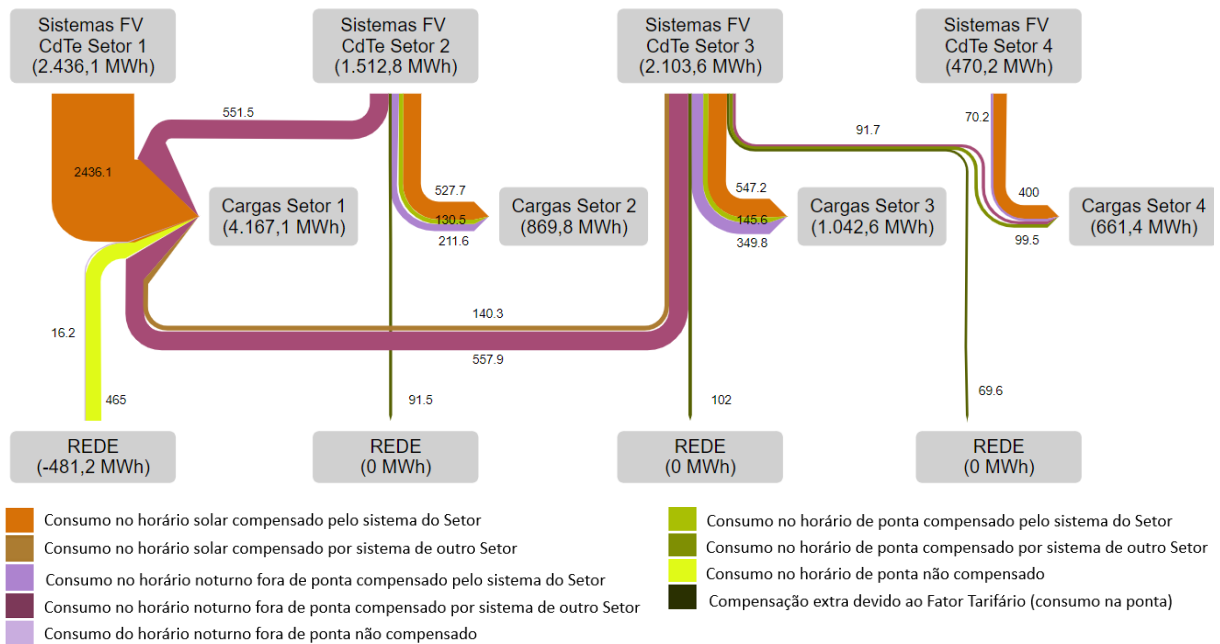 Sistemas FV
CdTe Setor 1
(2.436,1 MWh)
Sistemas FV
CdTe Setor 2
(1.512,8 MWh)
Sistemas FV
CdTe Setor 3
(2.103,6 MWh)
Sistemas FV
CdTe Setor 4
(470,2 MWh)
551.5
70.2
91.7
2436.1
527.7
130.5
211.6
547.2
145.6
349.8
400
99.5
Cargas Setor 1
(4.167,1 MWh)
Cargas Setor 2
(869,8 MWh)
Cargas Setor 3
(1.042,6 MWh)
Cargas Setor 4
(661,4 MWh)
16.2
140.3
557.9
465
91.5
102
69.6
REDE
(-481,2 MWh)
REDE
(0 MWh)
REDE
(0 MWh)
REDE
(0 MWh)
Consumo no horário solar compensado pelo sistema do Setor
Consumo no horário solar compensado por sistema de outro Setor
Consumo no horário noturno fora de ponta compensado pelo sistema do Setor
Consumo no horário noturno fora de ponta compensado por sistema de outro Setor
Consumo do horário noturno fora de ponta não compensado
Consumo no horário de ponta compensado pelo sistema do Setor
Consumo no horário de ponta compensado por sistema de outro Setor
Consumo no horário de ponta não compensado
Compensação extra devido ao Fator Tarifário (consumo na ponta)